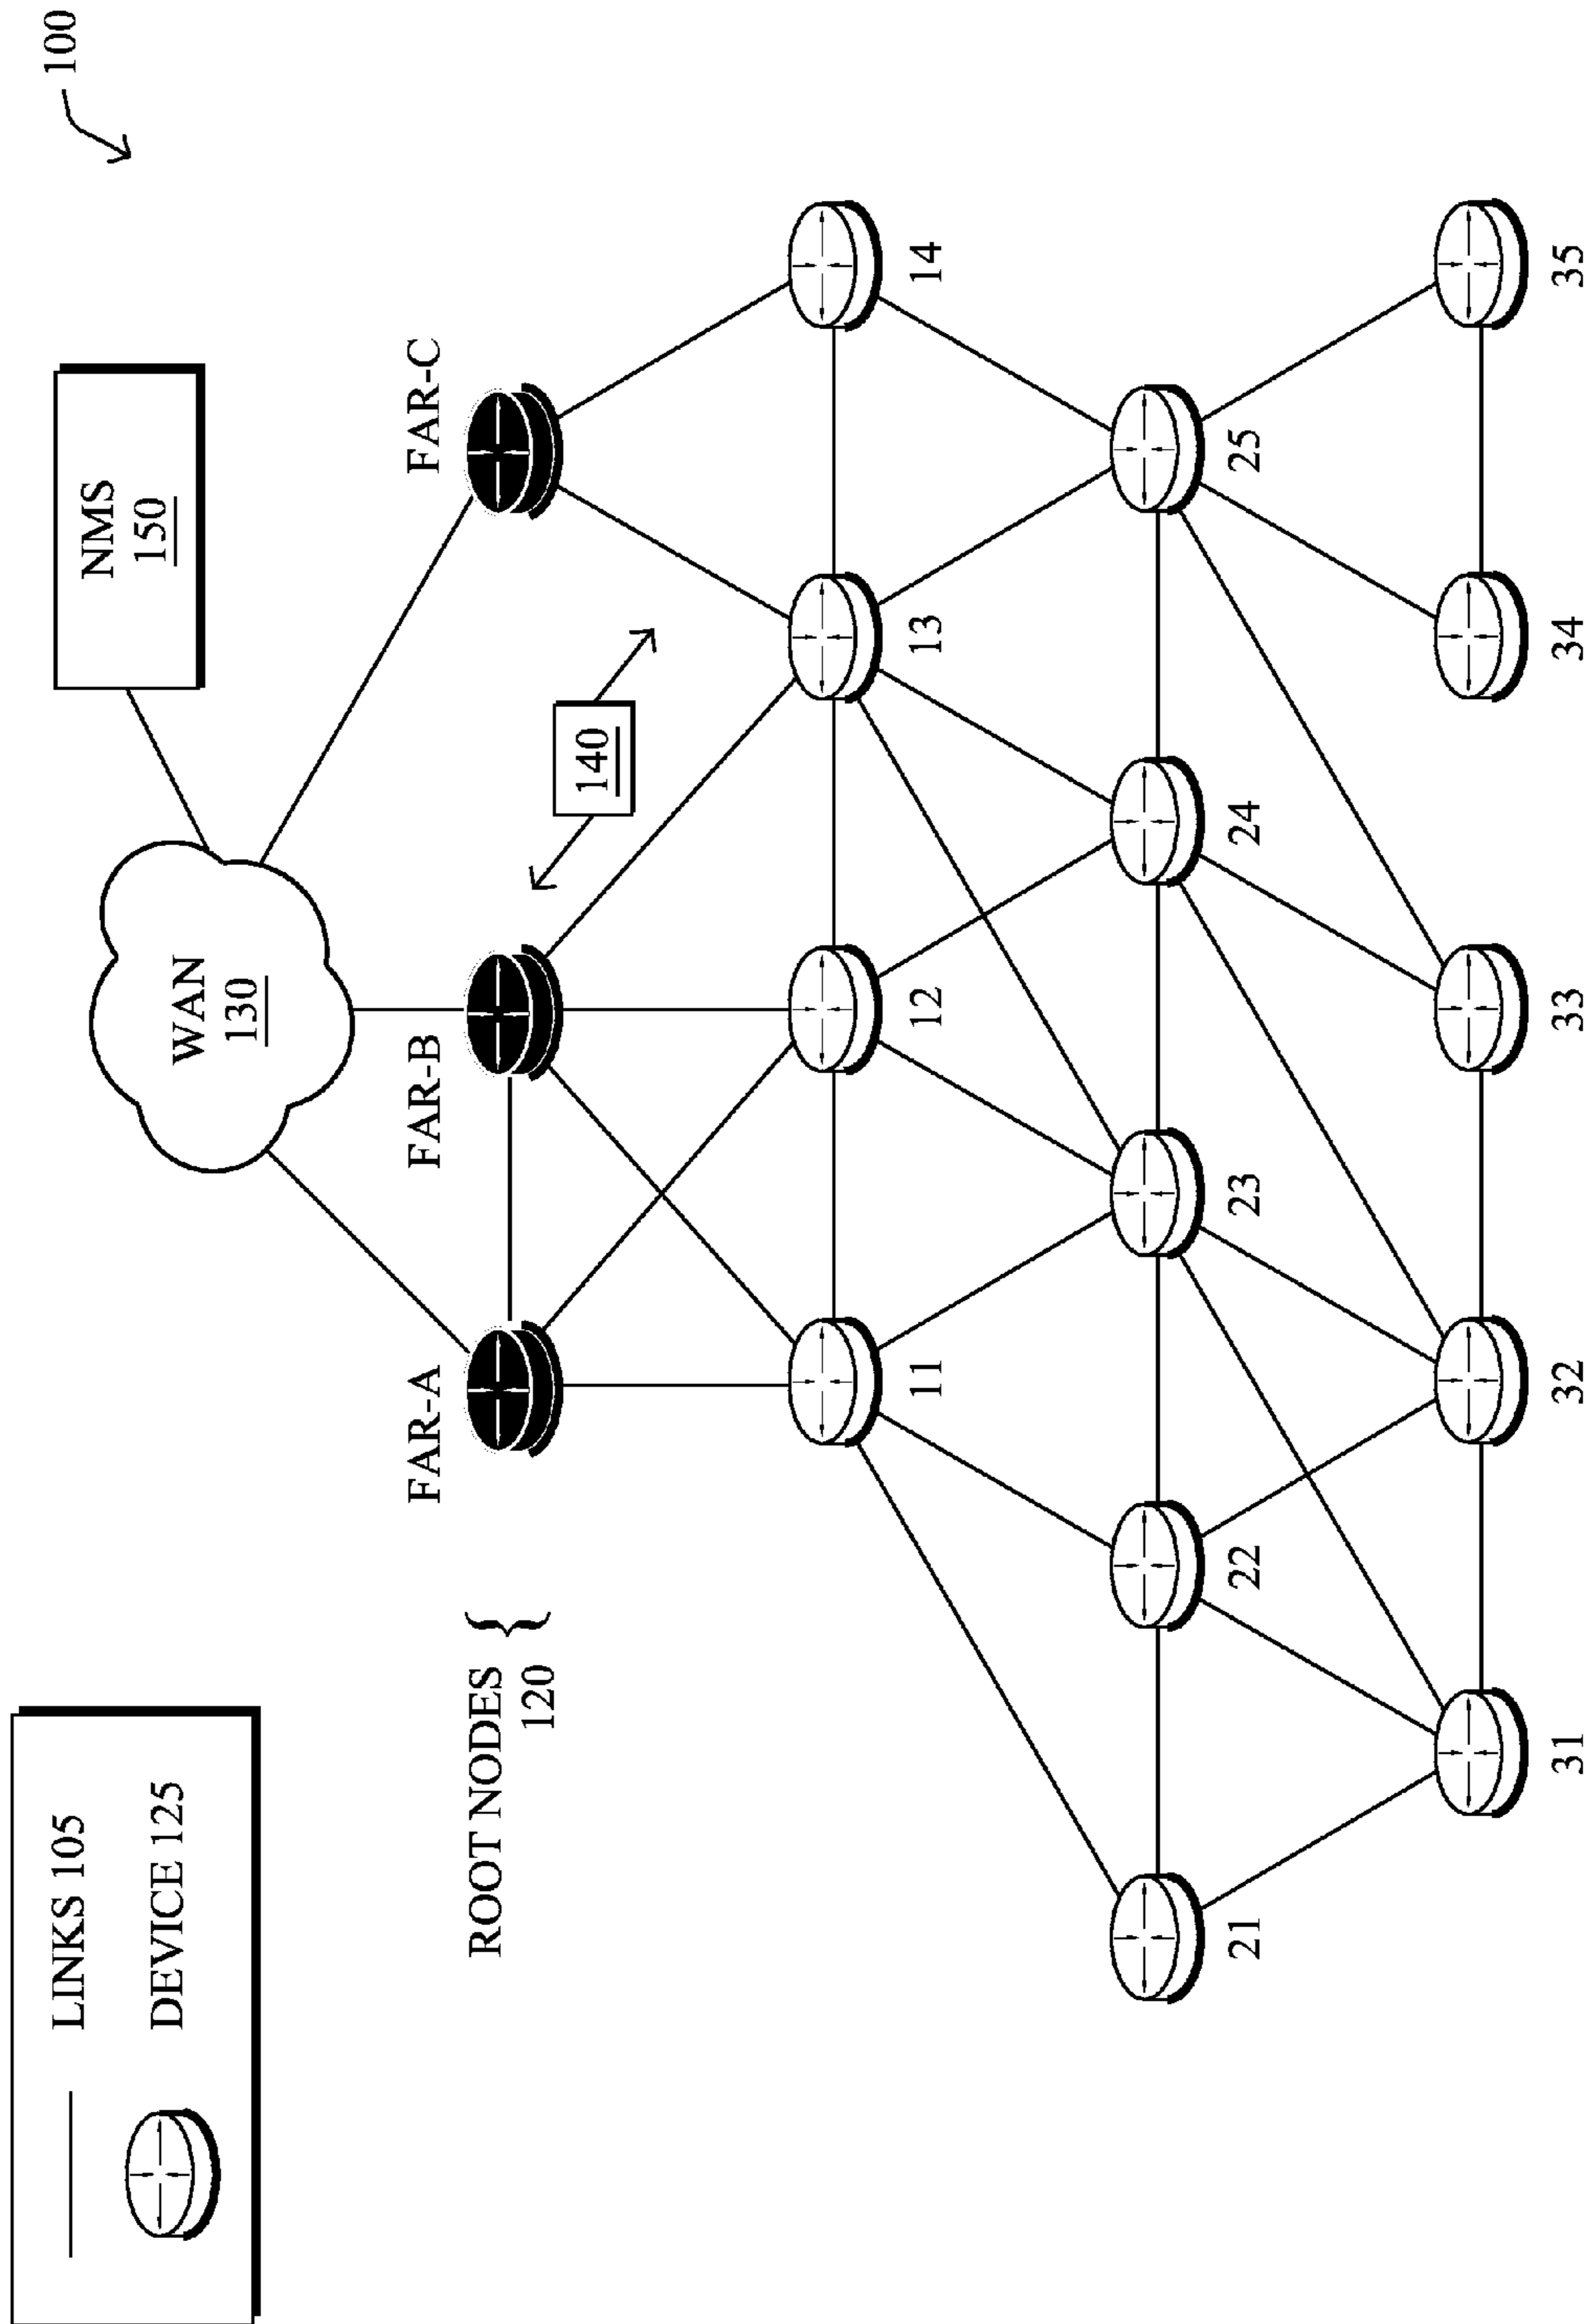 100
LINKS 105
DEVICE 125
NMS
150
WAN
130
ROOT NODES {
120
FAR-A
FAR-B
FAR-C
140
11
12
13
14
21
22
23
24
25
31
32
33
34
35